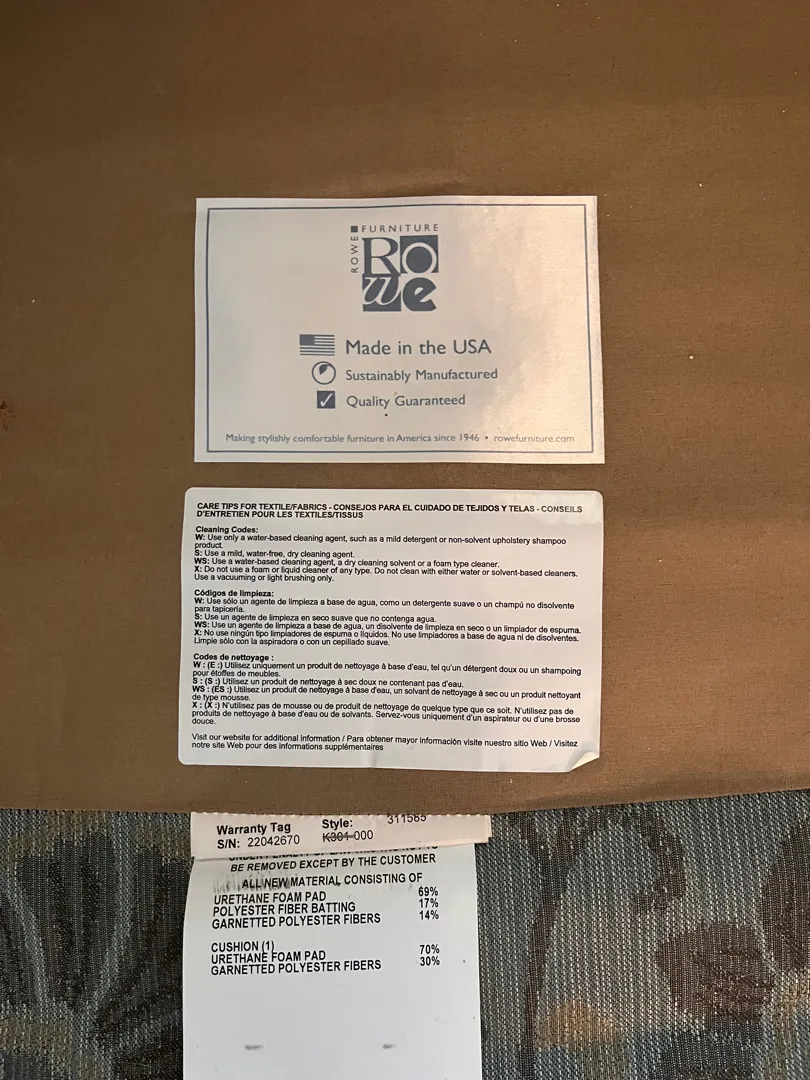 FURNITURE
ROWE
Rowe
Made in the USA
Sustainably Manufactured
Quality Guaranteed
Making stylishly comfortable furniture in America since 1946 • rowefurniture.com
CARE TIPS FOR TEXTILE/FABRICS - CONSEJOS PARA EL CUIDADO DE TEJIDOS Y TELAS - CONSEILS
D'ENTRETIEN POUR LES TEXTILES/TISSUS
Cleaning Codes:
W: Use only a water-based cleaning agent, such as a mild detergent or non-solvent upholstery shampoo
product.
S: Use a mild, water-free, dry cleaning agent.
WS: Use a water-based cleaning agent, a dry cleaning solvent or a foam type cleaner.
X: Do not use a foam or liquid cleaner of any type. Do not clean with either water or solvent-based cleaners.
Use a vacuuming or light brushing only.
Códigos de limpieza:
W: Use sólo un agente de limpieza a base de agua, como un detergente suave o un champú no disolvente
para tapicería.
S: Use un agente de limpieza en seco suave que no contenga agua.
WS: Use un agente de limpieza a base de agua, un disolvente de limpieza en seco o un limpiador de espuma.
X: No use ningún tipo limpiadores de espuma o líquidos. No use limpiadores a base de agua ni de disolventes.
Limpie sólo con la aspiradora o con un cepillado suave.
Codes de nettoyage :
W : (E :) Utilisez uniquement un produit de nettoyage à base d'eau, tel qu'un détergent doux ou un shampoing
pour étoffes de meubles.
S : (S :) Utilisez un produit de nettoyage à sec doux ne contenant pas d'eau.
WS : (ES :) Utilisez un produit de nettoyage à base d'eau, un solvant de nettoyage à sec ou un produit nettoyant
de type mousse.
X : (X :) N'utilisez pas de mousse ou de produit de nettoyage de quelque type que ce soit. N'utilisez pas de
produits de nettoyage à base d'eau ou de solvants. Servez-vous uniquement d'un aspirateur ou d'une brosse
douce.
Visit our website for additional information / Para obtener mayor información visite nuestro sitio Web / Visitez
notre site Web pour des informations supplémentaires
Warranty Tag Style: 311585
S/N: 22042670 K301-000
UNDER PENALTY OF LAW THIS TAG NOT TO
BE REMOVED EXCEPT BY THE CUSTOMER
ALL NEW MATERIAL CONSISTING OF
URETHANE FOAM PAD 69%
POLYESTER FIBER BATTING 17%
GARNETTED POLYESTER FIBERS 14%
CUSHION (1)
URETHANE FOAM PAD 70%
GARNETTED POLYESTER FIBERS 30%